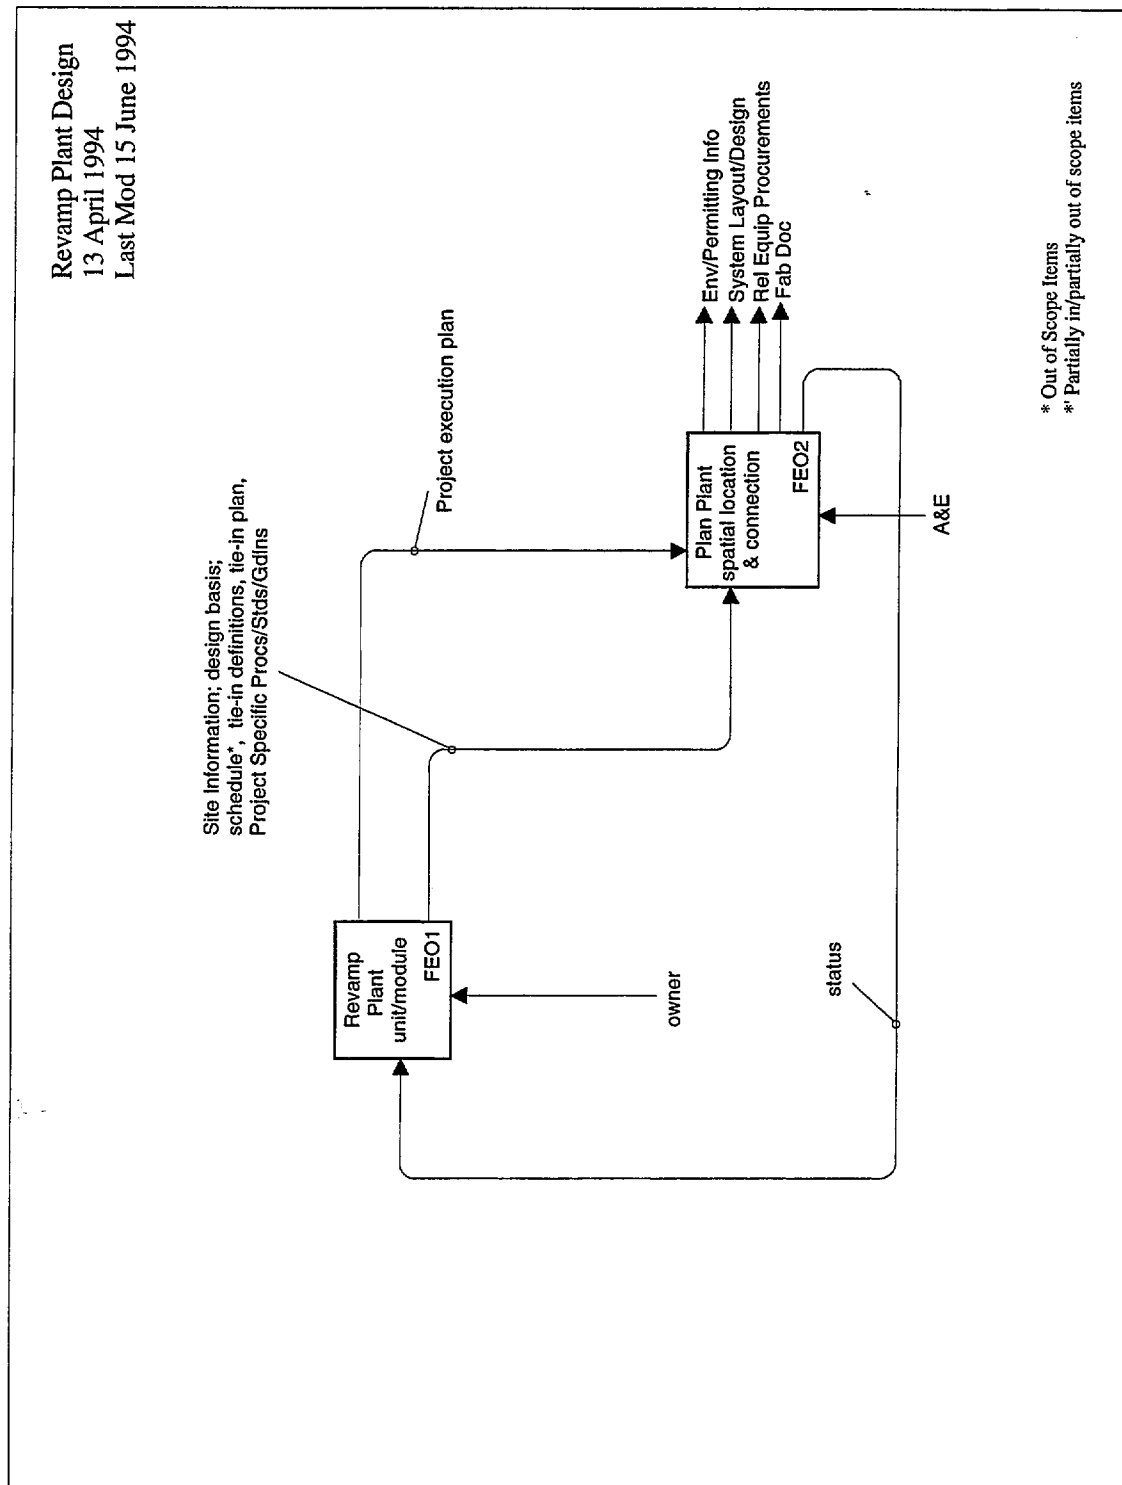 Revamp Plant Design
13 April 1994
Last Mod 15 June 1994
Site Information; design basis;
schedule*, tie-in definitions, tie-in plan,
Project Specific Procs/Stds/Gdlns
Project execution plan
Revamp
Plant
unit/module
FEO1
owner
Plan Plant
spatial location
& connection
FEO2
Env/Permitting Info
System Layout/Design
Rel Equip Procurements
Fab Doc
A&E
status
* Out of Scope Items
*' Partially in/partially out of scope items